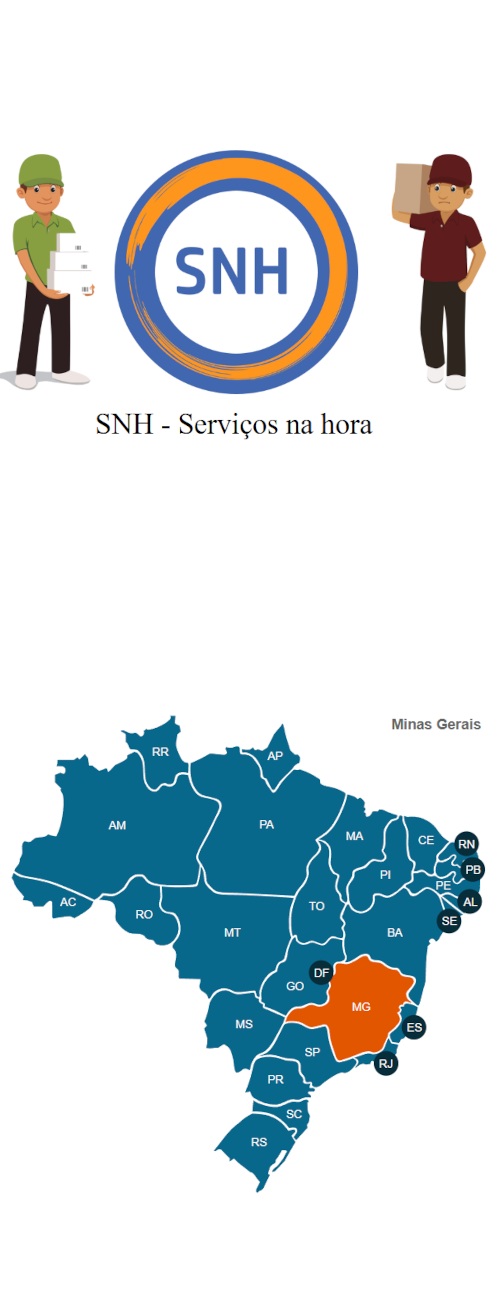 SNH
SNH - Serviços na hora
Minas Gerais
RR
AP
AM
PA
MA
CE
RN
PI
PB
PE
AC
RO
TO
AL
SE
MT
BA
DF
GO
MG
MS
ES
SP
RJ
PR
SC
RS